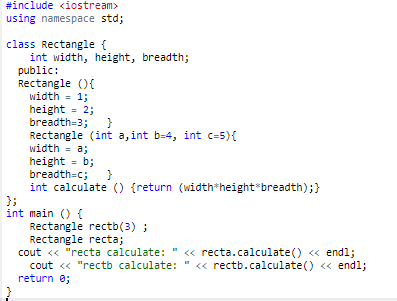 #include <iostream>
using namespace std;
class Rectangle {
int width, height, breadth;
public:
Rectangle (){
width = 1;
height = 2;
breadth=3; }
Rectangle (int a,int b=4, int c=5){
width = a;
height = b;
breadth=c; }
int calculate () {return (width*height*breadth);}
};
int main () {
Rectangle rectb(3) ;
Rectangle recta;
cout << "recta calculate: " << recta.calculate() << endl;
cout << "rectb calculate: " << rectb.calculate() << endl;
return 0;
}